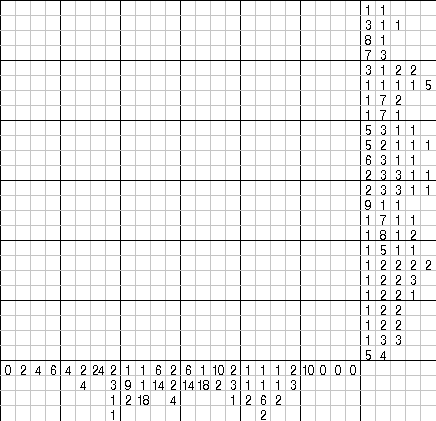 1 1
3 1 1
8 1
7 3
3 1 2 2
1 1 1 1 5
1 7 2
1 7 1
5 3 1 1
5 2 1 1 1
6 3 1 1
2 3 3 1 1
2 3 3 1 1
9 1 1
1 7 1 1
1 8 1 2
1 5 1 1
1 2 2 2 2
1 2 2 3
1 2 2 1
1 2 2
1 2 2
1 3 3
5 4
0 2 4 6 4 2 24 2 1 1 6 2 6 1 10 2 1 1 1 2 10 0 0 0
4 3 9 1 14 2 14 18 2 3 1 1 1 3
1 2 18 4 1 2 6 2
1 2